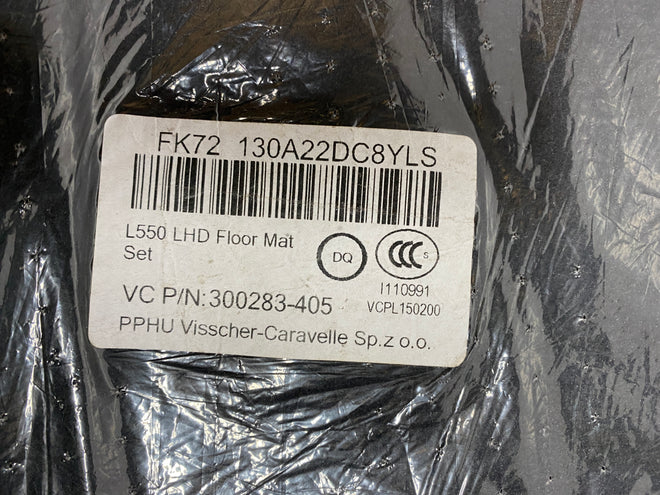 FK72 130A22DC8YLS
L550 LHD Floor Mat
Set
DQ
CCC S
I110991
VCPL150200
VC P/N:300283-405
PPHU Visscher-Caravelle Sp.z o.o.